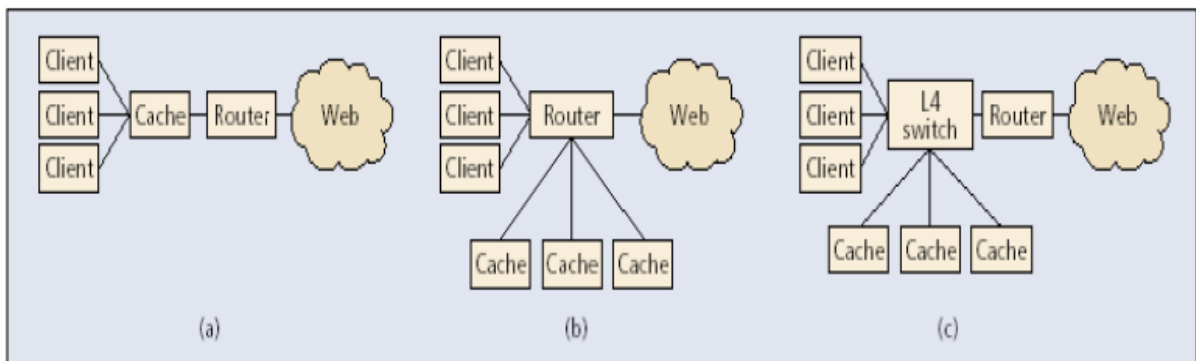 Client
Client
Client
Cache
Router
Web
(a)
Client
Client
Client
Router
Web
Cache
Cache
Cache
(b)
Client
Client
Client
L4
switch
Router
Web
Cache
Cache
Cache
(c)